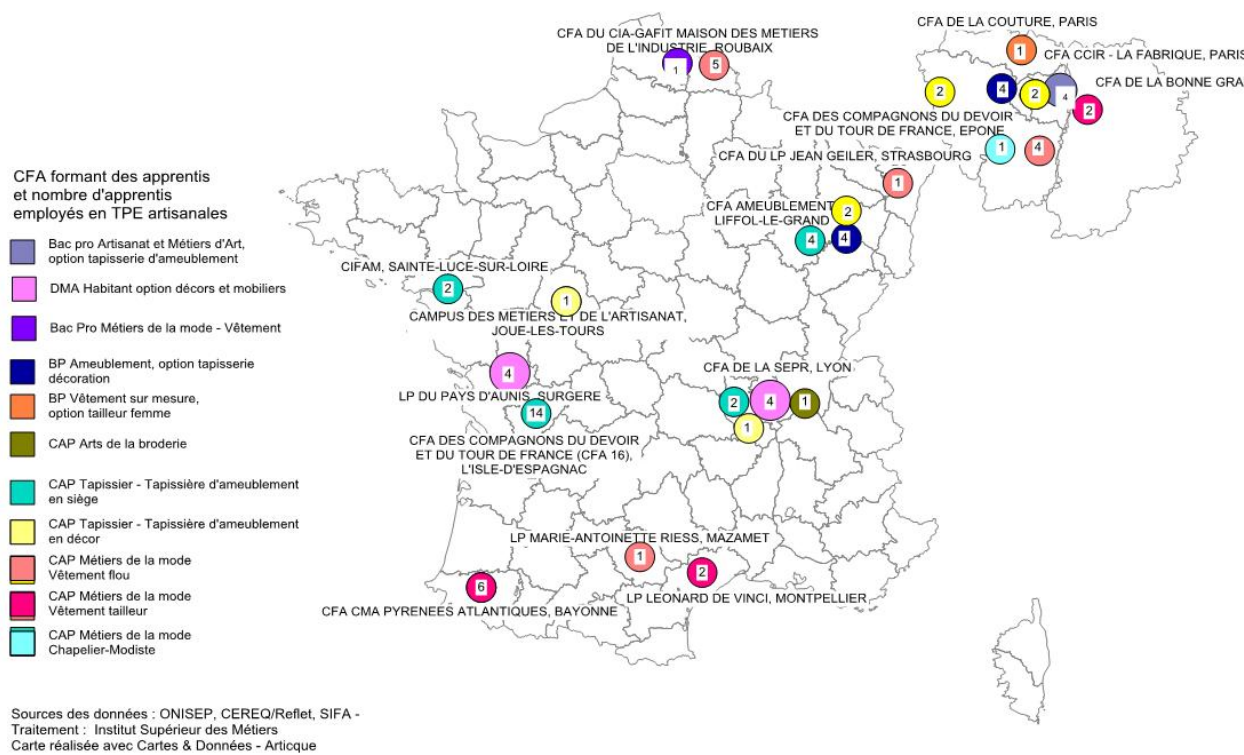 CFA DE LA COUTURE, PARIS
1
CFA DU CIA-GAFIT MAISON DES METIERS
DE L'INDUSTRIE, ROUBAIX
1
5
CFA CCIR - LA FABRIQUE, PARIS
2
4
2
4
CFA DE LA BONNE GRA
2
CFA DES COMPAGNONS DU DEVOIR
ET DU TOUR DE FRANCE, EPONE
1
4
CFA DU LP JEAN GEILER, STRASBOURG
1
CFA AMEUBLEMENT
LIFFOL-LE-GRAND
2
4
4
CIFAM, SAINTE-LUCE-SUR-LOIRE
2
1
CAMPUS DES METIERS ET DE L'ARTISANAT,
JOUE-LES-TOURS
4
LP DU PAYS D'AUNIS, SURGERE
14
CFA DES COMPAGNONS DU DEVOIR
ET DU TOUR DE FRANCE (CFA 16),
L'ISLE-D'ESPAGNAC
CFA DE LA SEPR, LYON
2
4
1
1
LP MARIE-ANTOINETTE RIESS, MAZAMET
1
2
LP LEONARD DE VINCI, MONTPELLIER
6
CFA CMA PYRENEES ATLANTIQUES, BAYONNE
CFA formant des apprentis
et nombre d'apprentis
employés en TPE artisanales
Bac pro Artisanat et Métiers d'Art,
option tapisserie d'ameublement
DMA Habitant option décors et mobiliers
Bac Pro Métiers de la mode - Vêtement
BP Ameublement, option tapisserie
décoration
BP Vêtement sur mesure,
option tailleur femme
CAP Arts de la broderie
CAP Tapissier - Tapissière d'ameublement
en siège
CAP Tapissier - Tapissière d'ameublement
en décor
CAP Métiers de la mode
Vêtement flou
CAP Métiers de la mode
Vêtement tailleur
CAP Métiers de la mode
Chapelier-Modiste
Sources des données : ONISEP, CEREQ/Reflet, SIFA -
Traitement : Institut Supérieur des Métiers
Carte réalisée avec Cartes & Données - Articque